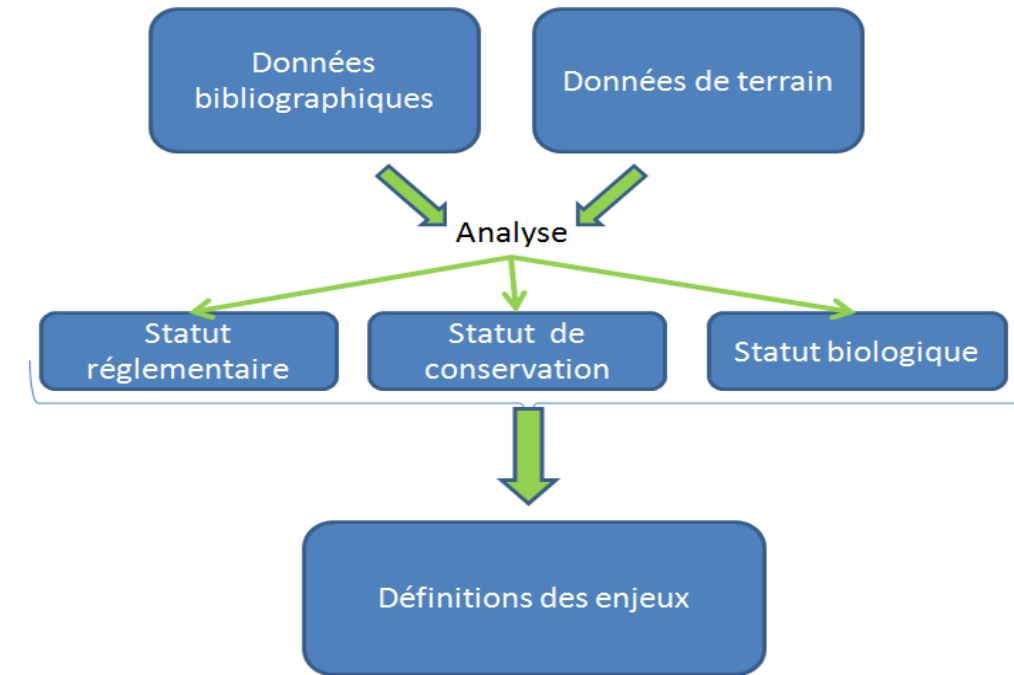 Données
bibliographiques
Données de terrain
Analyse
Statut
réglementaire
Statut de
conservation
Statut biologique
Définitions des enjeux